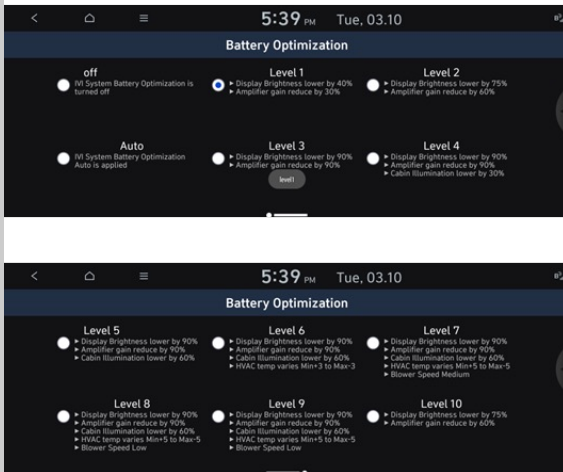 5:39 PM Tue, 03.10
Battery Optimization
off
IVI System Battery Optimization is
turned off
Level 1
▸ Display Brightness lower by 40%
▸ Amplifier gain reduce by 30%
Level 2
▸ Display Brightness lower by 75%
▸ Amplifier gain reduce by 60%
Auto
IVI System Battery Optimization
Auto is applied
Level 3
▸ Display Brightness lower by 90%
▸ Amplifier gain reduce by 90%
level1
Level 4
▸ Display Brightness lower by 90%
▸ Amplifier gain reduce by 90%
▸ Cabin Illumination lower by 30%
5:39 PM Tue, 03.10
Battery Optimization
Level 5
▸ Display Brightness lower by 90%
▸ Amplifier gain reduce by 90%
▸ Cabin Illumination lower by 60%
Level 6
▸ Display Brightness lower by 90%
▸ Amplifier gain reduce by 90%
▸ Cabin Illumination lower by 60%
▸ HVAC temp varies Min+3 to Max-3
Level 7
▸ Display Brightness lower by 90%
▸ Amplifier gain reduce by 90%
▸ Cabin Illumination lower by 60%
▸ HVAC temp varies Min+5 to Max-5
▸ Blower Speed Medium
Level 8
▸ Display Brightness lower by 90%
▸ Amplifier gain reduce by 90%
▸ Cabin Illumination lower by 60%
▸ HVAC temp varies Min+5 to Max-5
▸ Blower Speed Low
Level 9
▸ Display Brightness lower by 90%
▸ Amplifier gain reduce by 90%
▸ Cabin Illumination lower by 60%
▸ HVAC temp varies Min+5 to Max-5
▸ Blower Speed Low
Level 10
▸ Display Brightness lower by 75%
▸ Amplifier gain reduce by 60%